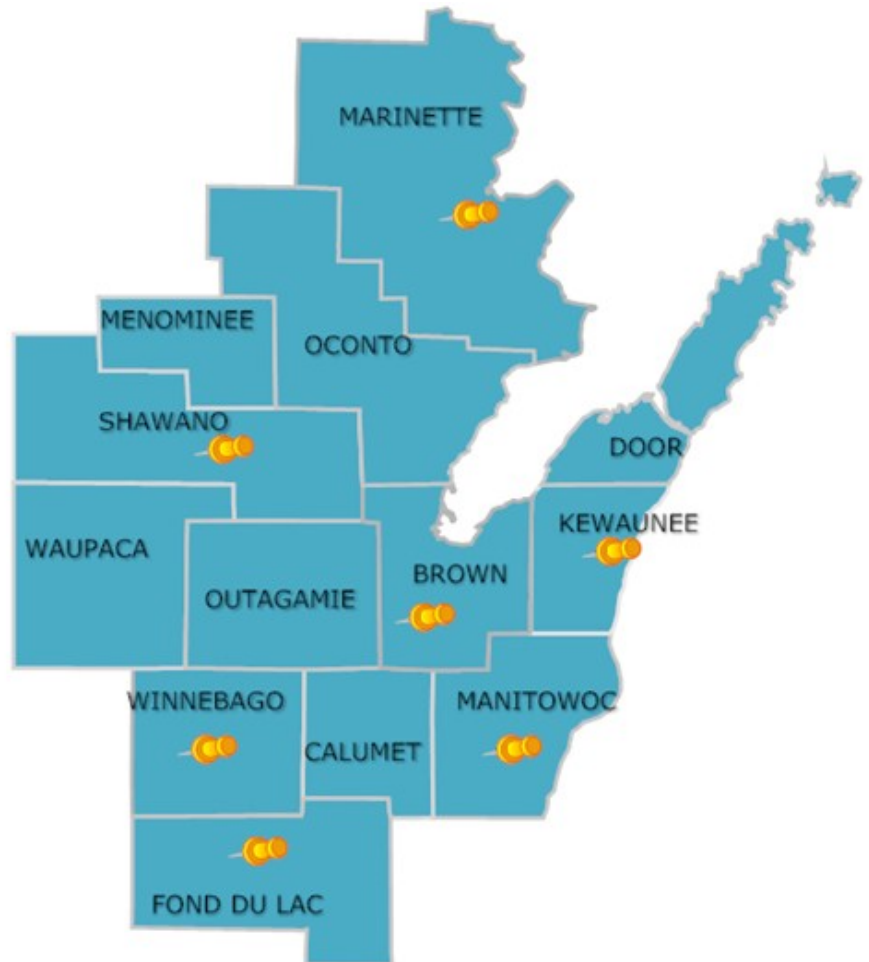 MARINETTE
MENOMINEE
OCONTO
SHAWANO
DOOR
KEWAUNEE
WAUPACA
BROWN
OUTAGAMIE
WINNEBAGO
MANITOWOC
CALUMET
FOND DU LAC